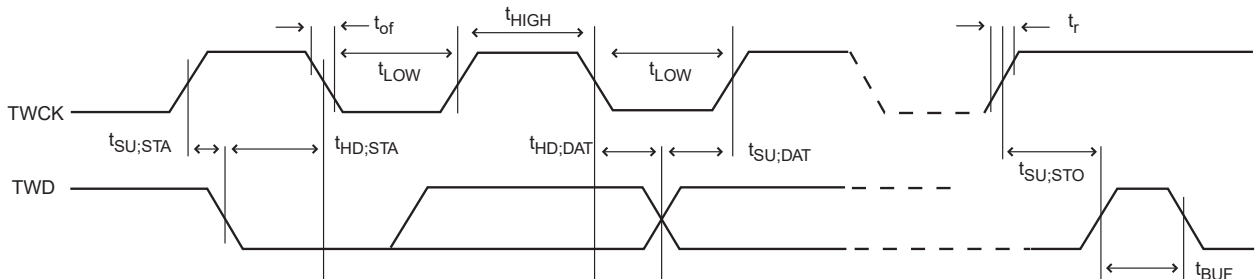 t_of
t_HIGH
t_r
t_LOW
t_LOW
TWCK
t_SU;STA
t_HD;STA
t_HD;DAT
t_SU;DAT
t_SU;STO
TWD
t_BUF